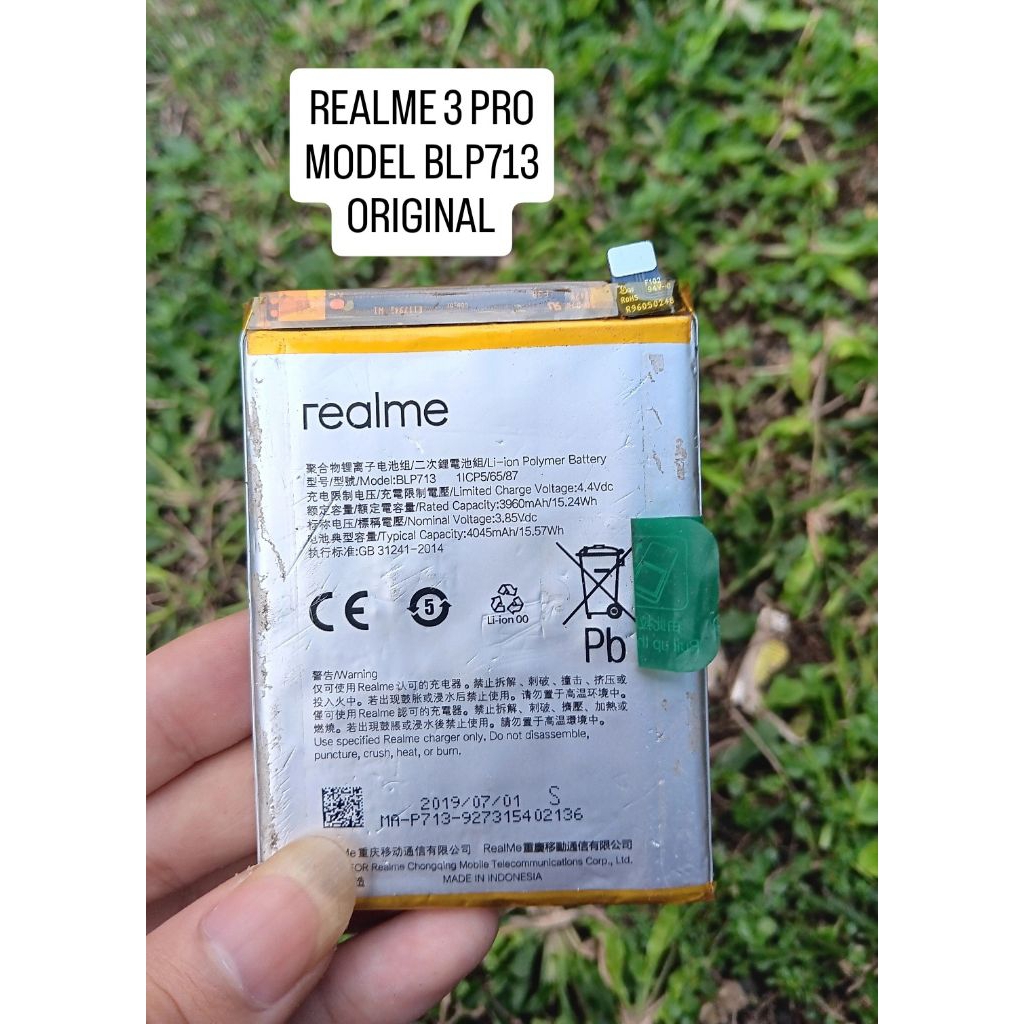 REALME 3 PRO
MODEL BLP713
ORIGINAL
RoHS
R9605024
realme
聚合物锂离子电池组/二次鋰電池組/Li-ion Polymer Battery
型号/型號/Model:BLP713 1ICP5/65/87
充电限制电压/充電限制電壓/Limited Charge Voltage:4.4Vdc
额定容量/額定電容量/Rated Capacity:3960mAh/15.24Wh
标称电压/標稱電壓/Nominal Voltage:3.85Vdc
电池典型容量/Typical Capacity:4045mAh/15.57Wh
执行标准:GB 31241-2014
CE
5
Li-ion 00
Pb
警告/Warning
仅可使用Realme认可的充电器。禁止拆解、刺破、撞击、挤压或
投入火中。若出现鼓胀或浸水后禁止使用。请勿置于高温环境中。
僅可使用Realme認可的充電器。禁止拆解、刺破、擠壓、加熱或
燃燒。若出現鼓脹或浸水後禁止使用。請勿置于高溫環境中。
Use specified Realme charger only. Do not disassemble,
puncture, crush, heat, or burn.
2019/07/01 S
MA-P713-927315402136
重庆移动通信有限公司 RealMe重慶移動通信有限公司
FOR Realme Chongqing Mobile Telecommunications Corp., Ltd.
MADE IN INDONESIA